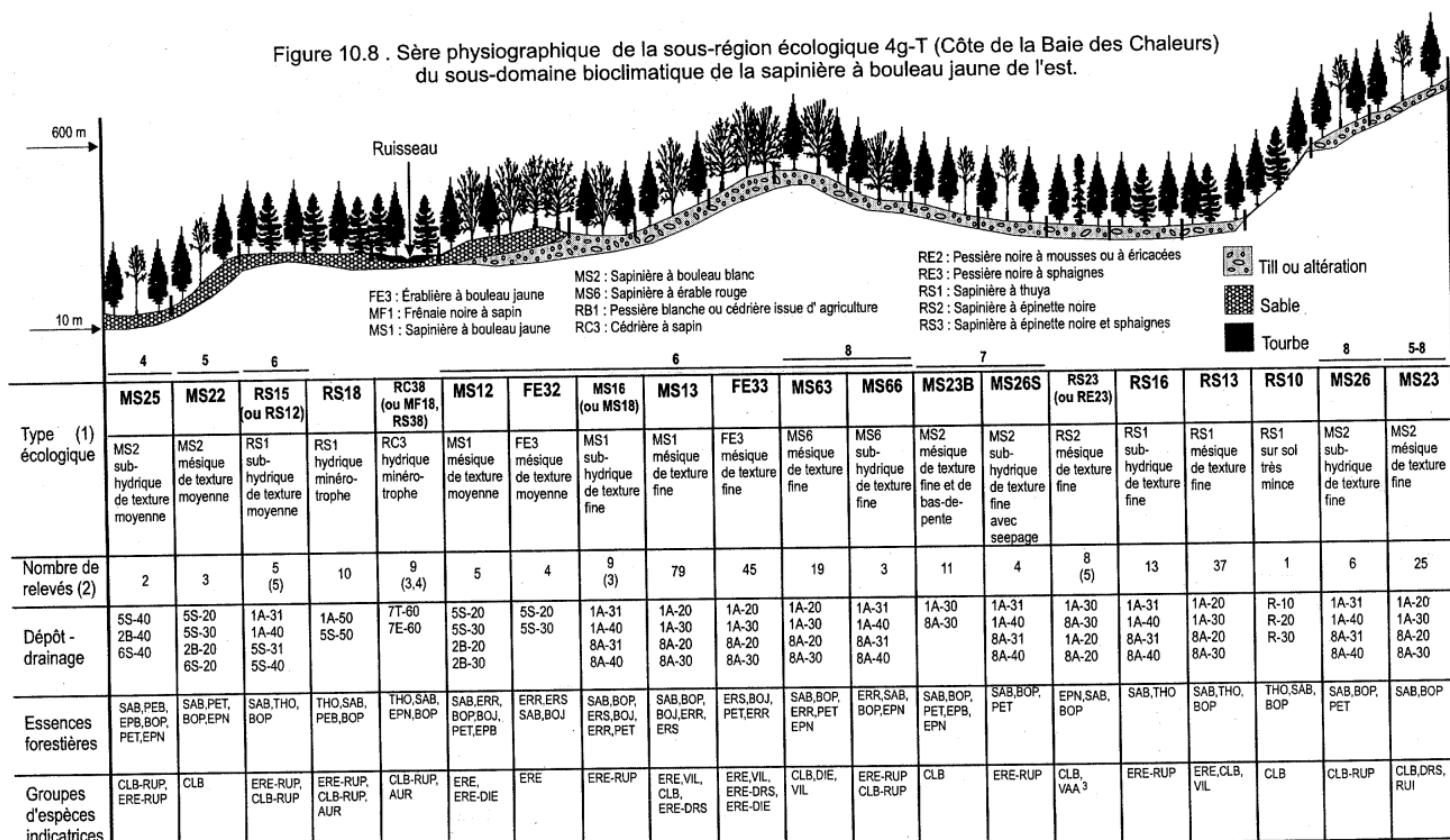 Figure 10.8 . Sère physiographique de la sous-région écologique 4g-T (Côte de la Baie des Chaleurs)
du sous-domaine bioclimatique de la sapinière à bouleau jaune de l'est.
600 m
Ruisseau
10 m
FE3 : Érablière à bouleau jaune
MF1 : Frênaie noire à sapin
MS1 : Sapinière à bouleau jaune
MS2 : Sapinière à bouleau blanc
MS6 : Sapinière à érable rouge
RB1 : Pessière blanche ou cédrière issue d' agriculture
RC3 : Cédrière à sapin
RE2 : Pessière noire à mousses ou à éricacées
RE3 : Pessière noire à sphaignes
RS1 : Sapinière à thuya
RS2 : Sapinière à épinette noire
RS3 : Sapinière à épinette noire et sphaignes
Till ou altération
Sable
Tourbe
4 5 6 6 8 7 8 5-8
Type (1)
écologique
MS25
MS22
RS15
(ou RS12)
RS18
RC38
(ou MF18,
RS38)
MS12
FE32
MS16
(ou MS18)
MS13
FE33
MS63
MS66
MS23B
MS26S
RS23
(ou RE23)
RS16
RS13
RS10
MS26
MS23
MS2
sub-
hydrique
de texture
moyenne
MS2
mésique
de texture
moyenne
RS1
sub-
hydrique
de texture
moyenne
RS1
hydrique
minéro-
trophe
RC3
hydrique
minéro-
trophe
MS1
mésique
de texture
moyenne
FE3
mésique
de texture
moyenne
MS1
sub-
hydrique
de texture
fine
MS1
mésique
de texture
fine
FE3
mésique
de texture
fine
MS6
mésique
de texture
fine
MS6
sub-
hydrique
de texture
fine
MS2
mésique
de texture
fine et de
bas-de-
pente
MS2
sub-
hydrique
de texture
fine
avec
seepage
RS2
mésique
de texture
fine
RS1
sub-
hydrique
de texture
fine
RS1
mésique
de texture
fine
RS1
sur sol
très
mince
MS2
sub-
hydrique
de texture
fine
MS2
mésique
de texture
fine
Nombre de
relevés (2)
2
3
5
(5)
10
9
(3,4)
5
4
9
(3)
79
45
19
3
11
4
8
(5)
13
37
1
6
25
Dépôt -
drainage
5S-40
2B-40
6S-40
5S-20
5S-30
2B-20
6S-20
1A-31
1A-40
5S-31
5S-40
1A-50
5S-50
7T-60
7E-60
5S-20
5S-30
2B-20
2B-30
5S-20
5S-30
1A-31
1A-40
8A-31
8A-40
1A-20
1A-30
8A-20
8A-30
1A-20
1A-30
8A-20
8A-30
1A-20
1A-30
8A-20
8A-30
1A-31
1A-40
8A-31
8A-40
1A-30
8A-30
1A-31
1A-40
8A-31
8A-40
1A-30
8A-30
1A-20
8A-20
1A-31
1A-40
8A-31
8A-40
1A-20
1A-30
8A-20
8A-30
R-10
R-20
R-30
1A-31
1A-40
8A-31
8A-40
1A-20
1A-30
8A-20
8A-30
Essences
forestières
SAB,PEB,
EPB,BOP,
PET,EPN
SAB,PET,
BOP,EPN
SAB,THO,
BOP
THO,SAB,
PEB,BOP
THO,SAB,
EPN,BOP
SAB,ERR,
BOP,BOJ,
PET,EPB
ERR,ERS
SAB,BOJ
SAB,BOP,
ERS,BOJ,
ERR,PET
SAB,BOP,
BOJ,ERR,
ERS
ERS,BOJ,
PET,ERR
SAB,BOP,
ERR,PET
EPN
ERR,SAB,
BOP,EPN
SAB,BOP,
PET,EPB,
EPN
SAB,BOP,
PET
EPN,SAB,
BOP
SAB,THO
SAB,THO,
BOP
THO,SAB,
BOP
SAB,BOP,
PET
SAB,BOP
Groupes
d'espèces
indicatrices
CLB-RUP,
ERE-RUP
CLB
ERE-RUP,
CLB-RUP
ERE-RUP,
CLB-RUP,
AUR
CLB-RUP,
AUR
ERE,
ERE-DIE
ERE
ERE-RUP
ERE,VIL,
CLB,
ERE-DRS
ERE,VIL,
ERE-DRS,
ERE-DIE
CLB,DIE,
VIL
ERE-RUP
CLB-RUP
CLB
ERE-RUP
CLB,
VAA 3
ERE-RUP
ERE,CLB,
VIL
CLB
CLB-RUP
CLB,DRS,
RUI